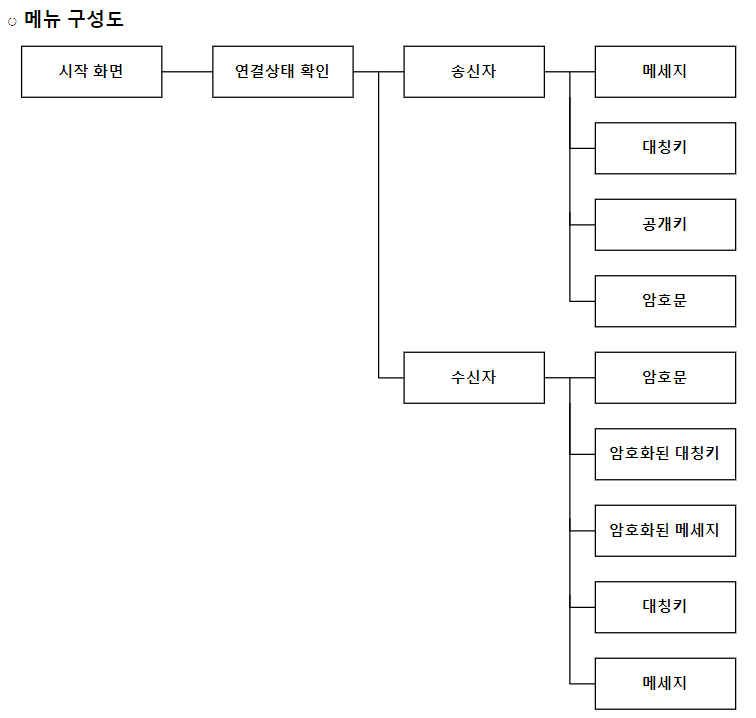 ○ 메뉴 구성도
시작 화면
연결상태 확인
송신자
메세지
대칭키
공개키
암호문
수신자
암호문
암호화된 대칭키
암호화된 메세지
대칭키
메세지